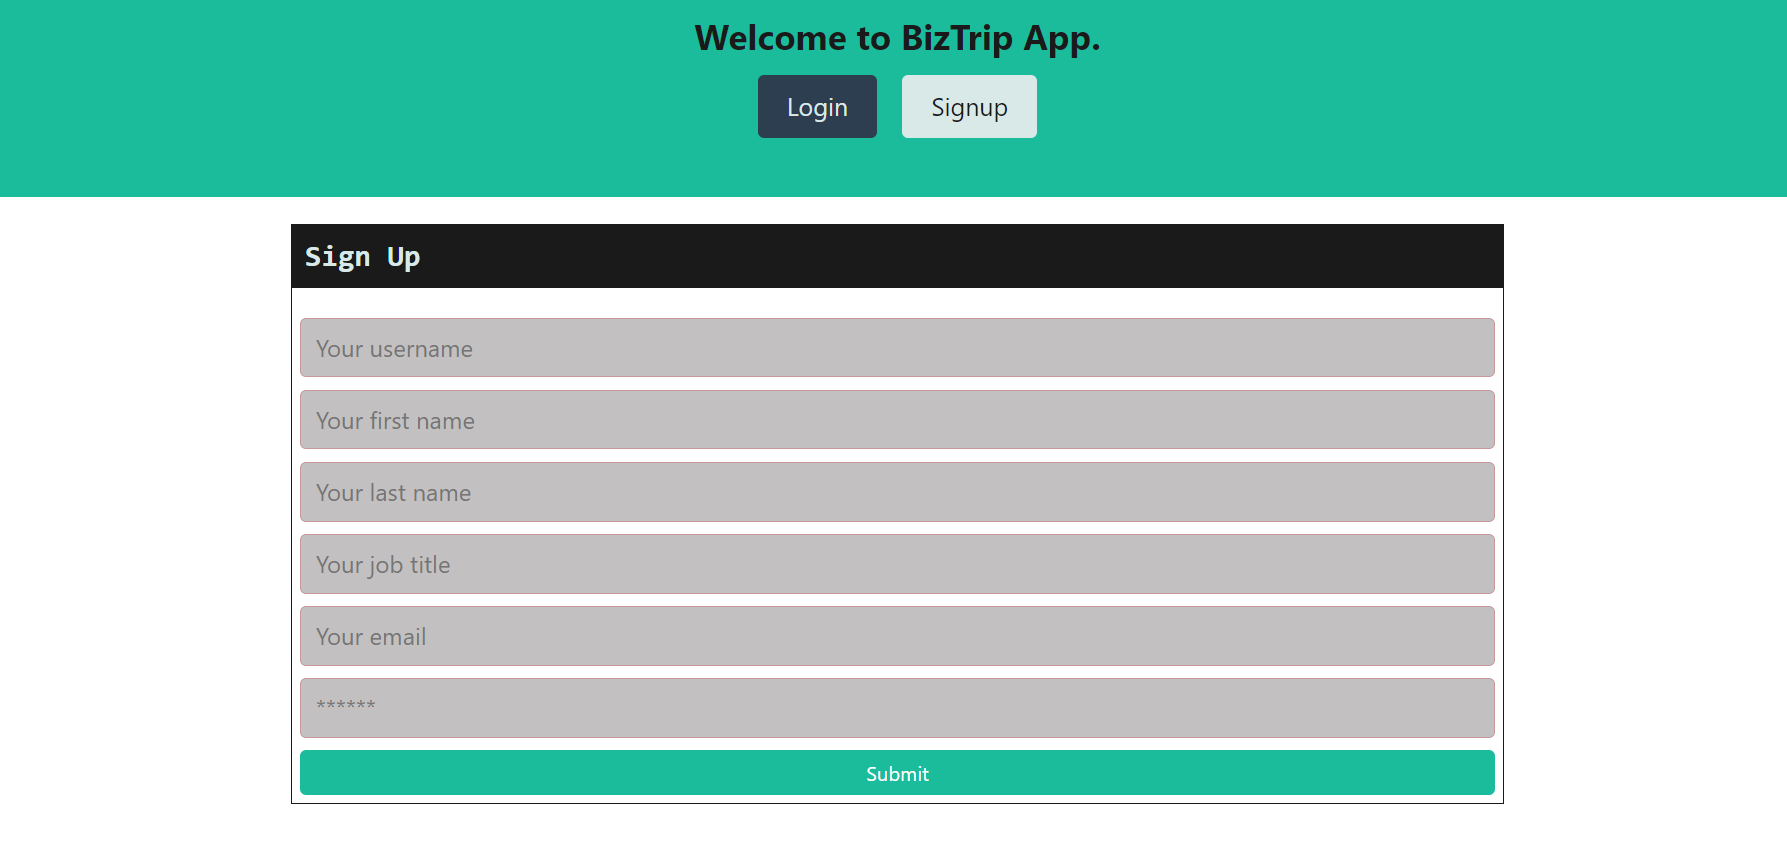 Welcome to BizTrip App.
Login Signup
Sign Up
Your username
Your first name
Your last name
Your job title
Your email
******
Submit